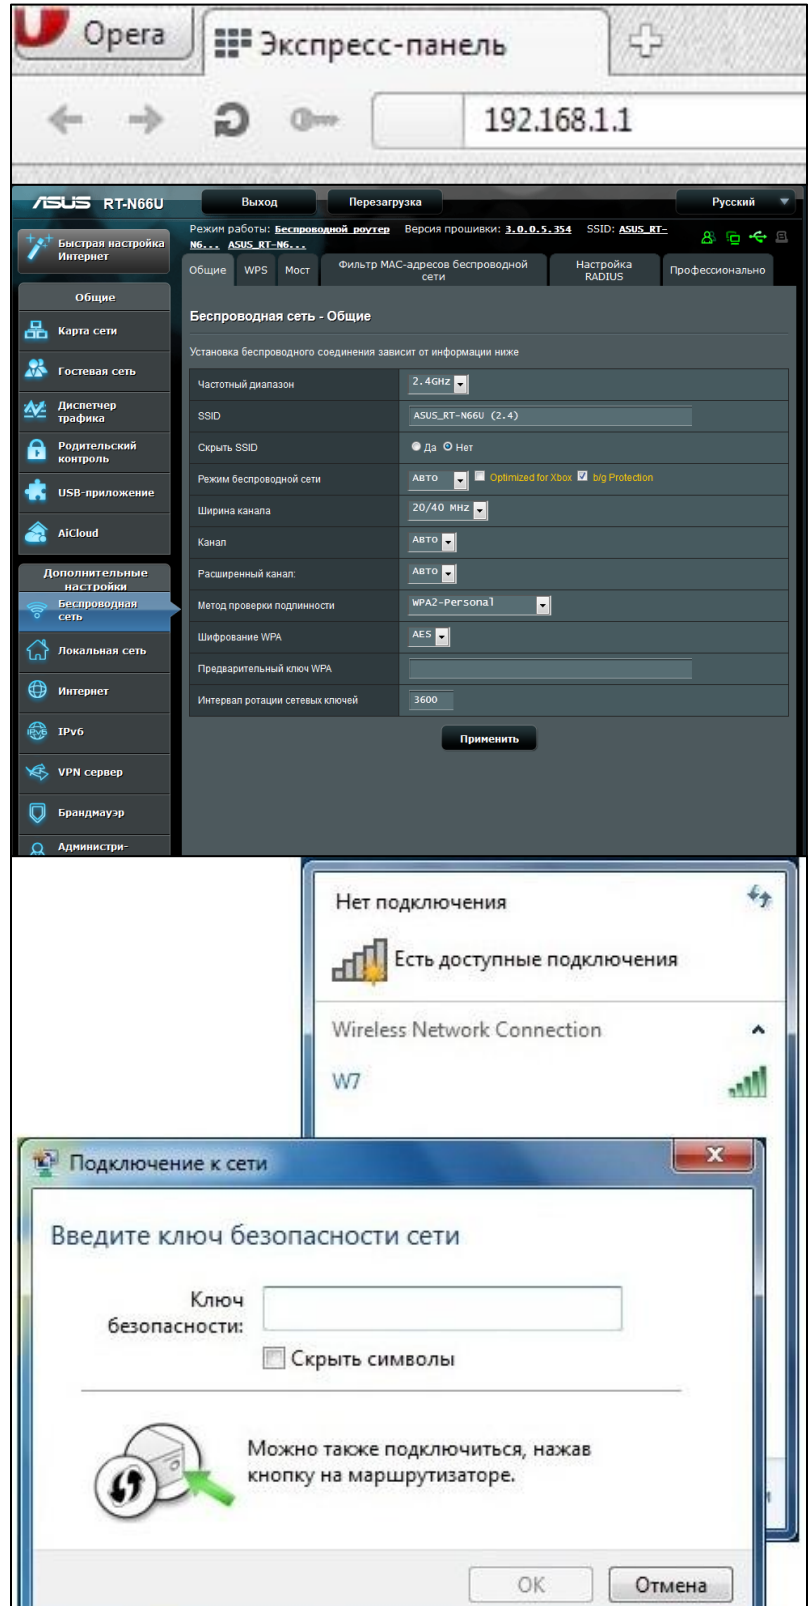 Opera
Экспресс-панель
192.168.1.1
ASUS RT-N66U
Выход
Перезагрузка
Русский
Быстрая настройка
Интернет
Режим работы: Беспроводной роутер Версия прошивки: 3.0.0.5.354 SSID: ASUS_RT-
N6... ASUS_RT-N6...
Общие
WPS
Мост
Фильтр MAC-адресов беспроводной
сети
Настройка
RADIUS
Профессионально
Общие
Карта сети
Гостевая сеть
Диспетчер
трафика
Родительский
контроль
USB-приложение
AiCloud
Дополнительные
настройки
Беспроводная
сеть
Локальная сеть
Интернет
IPv6
VPN сервер
Брандмауэр
Администри-
Беспроводная сеть - Общие
Установка беспроводного соединения зависит от информации ниже
Частотный диапазон 2.4GHz
SSID ASUS_RT-N66U (2.4)
Скрыть SSID Да Нет
Режим беспроводной сети Авто Optimized for Xbox b/g Protection
Ширина канала 20/40 MHz
Канал Авто
Расширенный канал: Авто
Метод проверки подлинности WPA2-Personal
Шифрование WPA AES
Предварительный ключ WPA
Интервал ротации сетевых ключей 3600
Применить
Нет подключения
Есть доступные подключения
Wireless Network Connection
W7
Подключение к сети
Введите ключ безопасности сети
Ключ
безопасности:
Скрыть символы
Можно также подключиться, нажав
кнопку на маршрутизаторе.
OK
Отмена